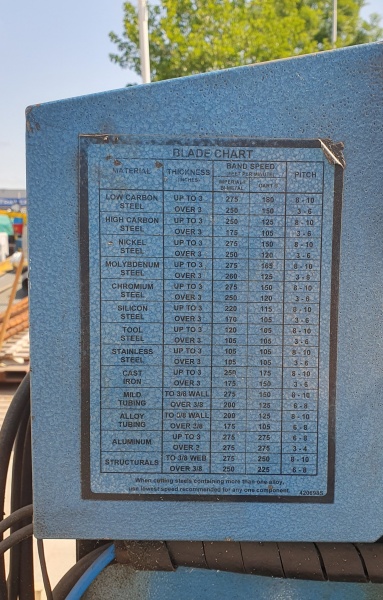 BLADE CHART
MATERIAL THICKNESS (INCHES) BAND SPEED PITCH
LOW CARBON STEEL UP TO 3 275 160 8 - 10
OVER 3 250 150 3 - 6
HIGH CARBON STEEL UP TO 3 250 125 8 - 10
OVER 3 175 105 3 - 6
NICKEL STEEL UP TO 3 275 150 8 - 10
OVER 3 250 120 3 - 6
MOLYBDENUM STEEL UP TO 3 275 165 8 - 10
OVER 3 260 125 3 - 6
CHROMIUM STEEL UP TO 3 275 150 8 - 10
OVER 3 250 120 3 - 6
SILICON STEEL UP TO 3 220 115 8 - 10
OVER 3 170 105 3 - 6
TOOL STEEL UP TO 3 120 105 8 - 10
OVER 3 105 105 3 - 6
STAINLESS STEEL UP TO 3 105 105 8 - 10
OVER 3 105 105 3 - 6
CAST IRON UP TO 3 250 175 8 - 10
OVER 3 175 150 3 - 6
MILD TUBING TO 3/8 WALL 275 150 8 - 10
OVER 3/8 200 125 6 - 8
ALLOY TUBING TO 3/8 WALL 200 125 8 - 10
OVER 175 105 6 - 8
ALUMINUM UP TO 3 275 275 6 - 8
OVER 275 275 3 - 4
STRUCTURALS TO 3/8 WEB 275 250 8 - 10
OVER 3/8 250 225 6 - 8
When cutting steels containing more than one alloy,
use lowest speed recommended for any one component.